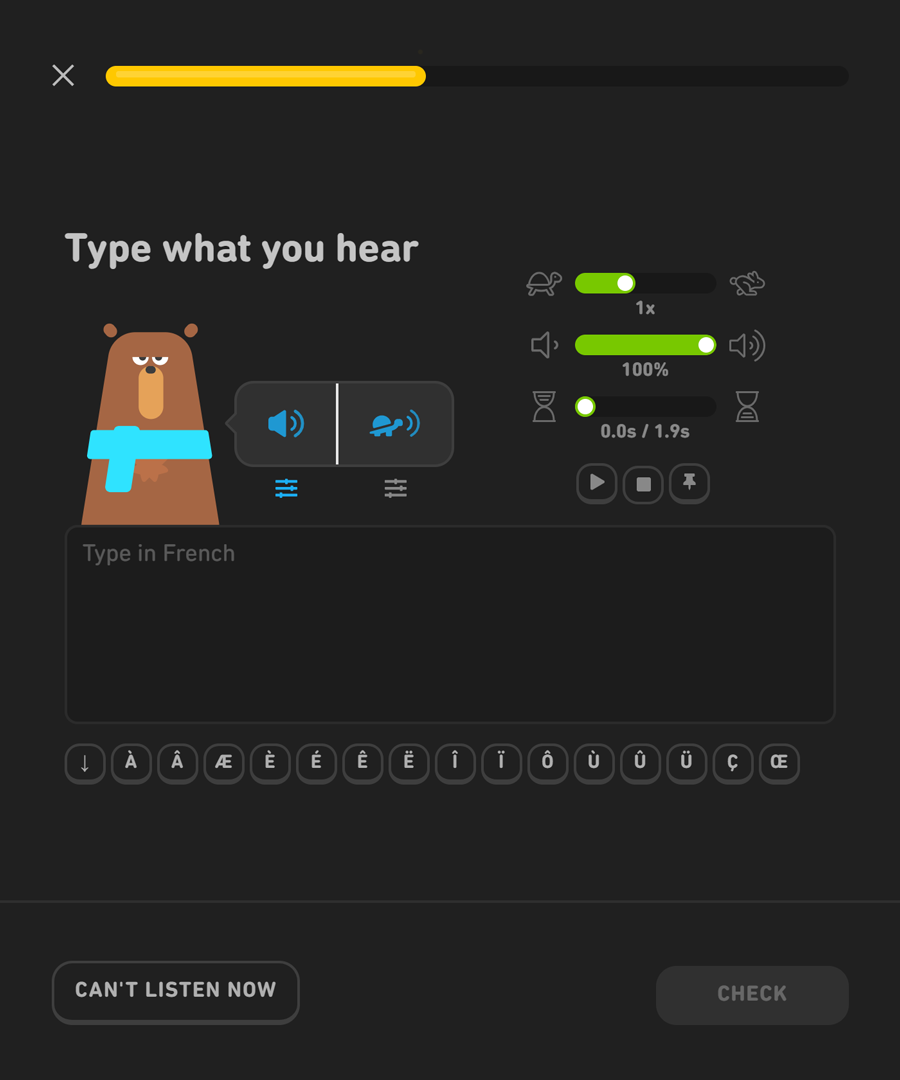 Type what you hear
1x
100%
0.0s / 1.9s
Type in French
↓ À Â Æ È É Ê Ë Î Ï Ô Ù Û Ü Ç Œ
CAN'T LISTEN NOW
CHECK